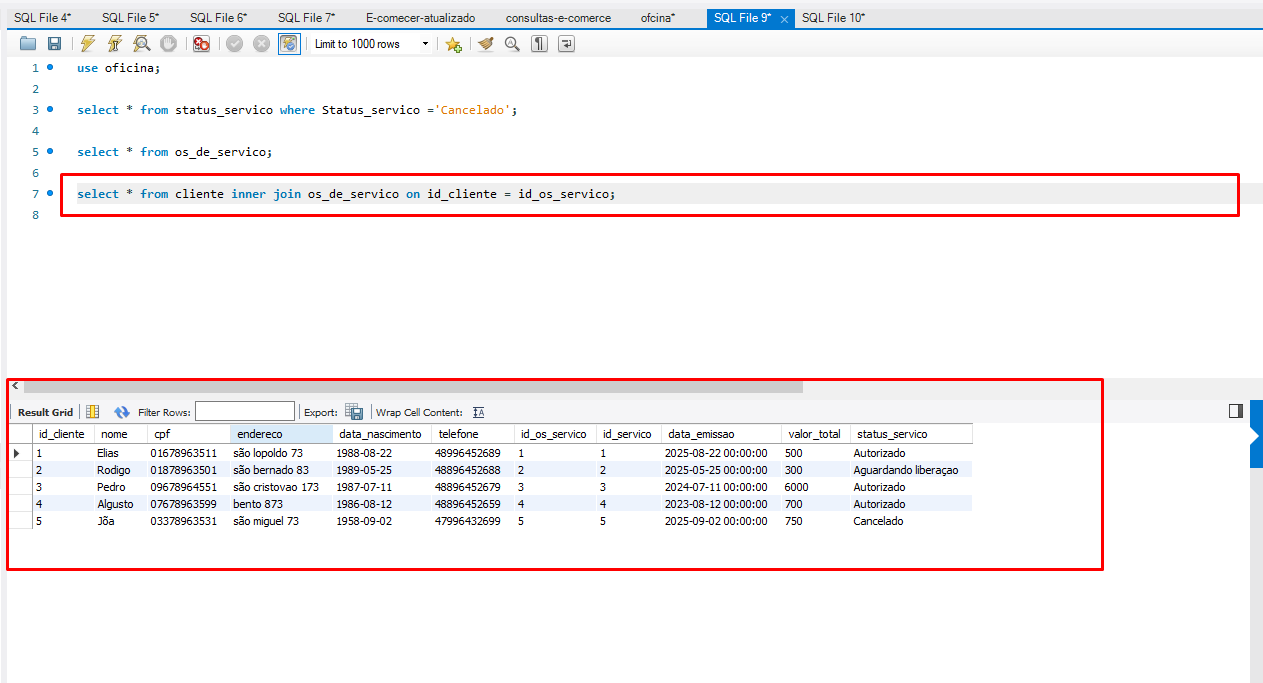 SQL File 4* SQL File 5* SQL File 6* SQL File 7* E-comecer-atualizado consultas-e-comerce ofcina* SQL File 9* SQL File 10*
Limit to 1000 rows
1 use oficina;
2
3 select * from status_servico where Status_servico ='Cancelado';
4
5 select * from os_de_servico;
6
7 select * from cliente inner join os_de_servico on id_cliente = id_os_servico;
8
Result Grid Filter Rows: Export: Wrap Cell Content: IA
id_cliente nome cpf endereco data_nascimento telefone id_os_servico id_servico data_emissao valor_total status_servico
1 Elias 01678963511 são lopoldo 73 1988-08-22 48996452689 1 1 2025-08-22 00:00:00 500 Autorizado
2 Rodigo 01878963501 são bernado 83 1989-05-25 48896452688 2 2 2025-05-25 00:00:00 300 Aguardando liberaçao
3 Pedro 09678964551 são cristovao 173 1987-07-11 48896452679 3 3 2024-07-11 00:00:00 6000 Autorizado
4 Algusto 07678963599 bento 873 1986-08-12 48896452659 4 4 2023-08-12 00:00:00 700 Autorizado
5 Jõa 03378963531 são miguel 73 1958-09-02 47996432699 5 5 2025-09-02 00:00:00 750 Cancelado